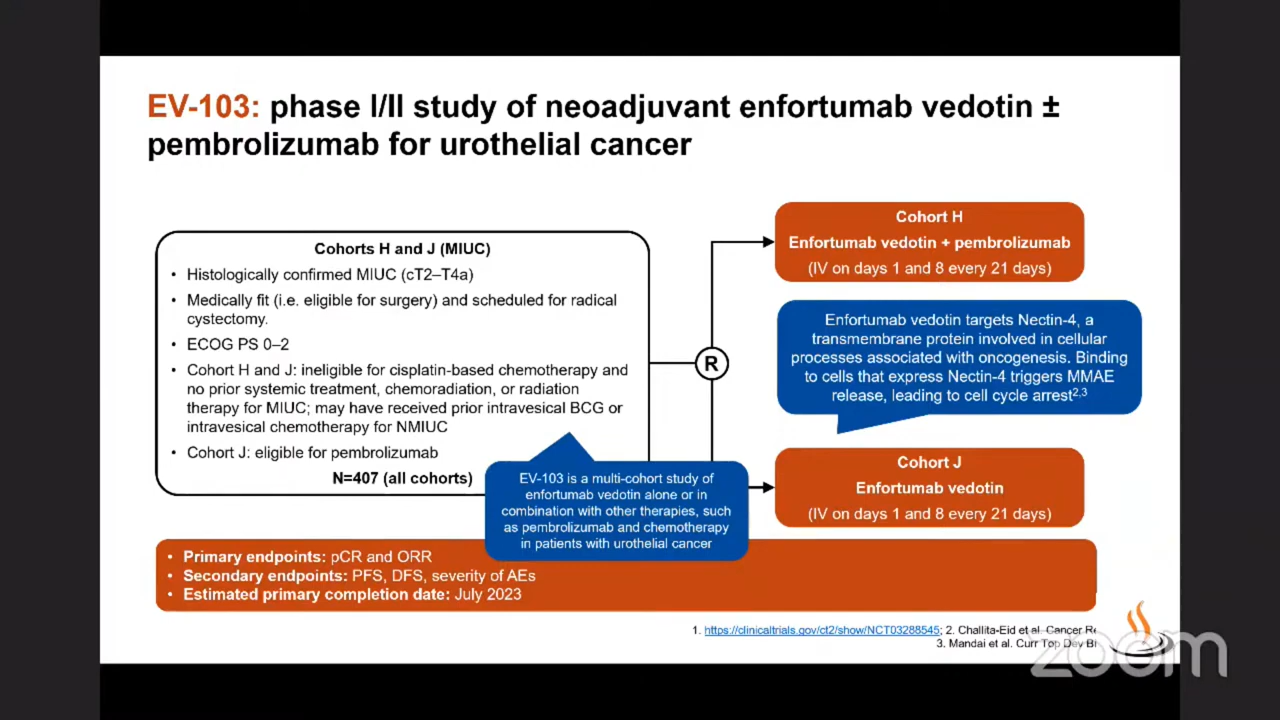 EV-103: phase I/II study of neoadjuvant enfortumab vedotin ±
pembrolizumab for urothelial cancer
Cohorts H and J (MIUC)
• Histologically confirmed MIUC (cT2–T4a)
• Medically fit (i.e. eligible for surgery) and scheduled for radical
cystectomy.
• ECOG PS 0–2
• Cohort H and J: ineligible for cisplatin-based chemotherapy and
no prior systemic treatment, chemoradiation, or radiation
therapy for MIUC; may have received prior intravesical BCG or
intravesical chemotherapy for NMIUC
• Cohort J: eligible for pembrolizumab
N=407 (all cohorts)
R
Cohort H
Enfortumab vedotin + pembrolizumab
(IV on days 1 and 8 every 21 days)
Enfortumab vedotin targets Nectin-4, a
transmembrane protein involved in cellular
processes associated with oncogenesis. Binding
to cells that express Nectin-4 triggers MMAE
release, leading to cell cycle arrest2,3
Cohort J
Enfortumab vedotin
(IV on days 1 and 8 every 21 days)
EV-103 is a multi-cohort study of
enfortumab vedotin alone or in
combination with other therapies, such
as pembrolizumab and chemotherapy
in patients with urothelial cancer
• Primary endpoints: pCR and ORR
• Secondary endpoints: PFS, DFS, severity of AEs
• Estimated primary completion date: July 2023
1. https://clinicaltrials.gov/ct2/show/NCT03288545; 2. Challita-Eid et al. Cancer
3. Mandai et al. Curr Top Dev
zoom